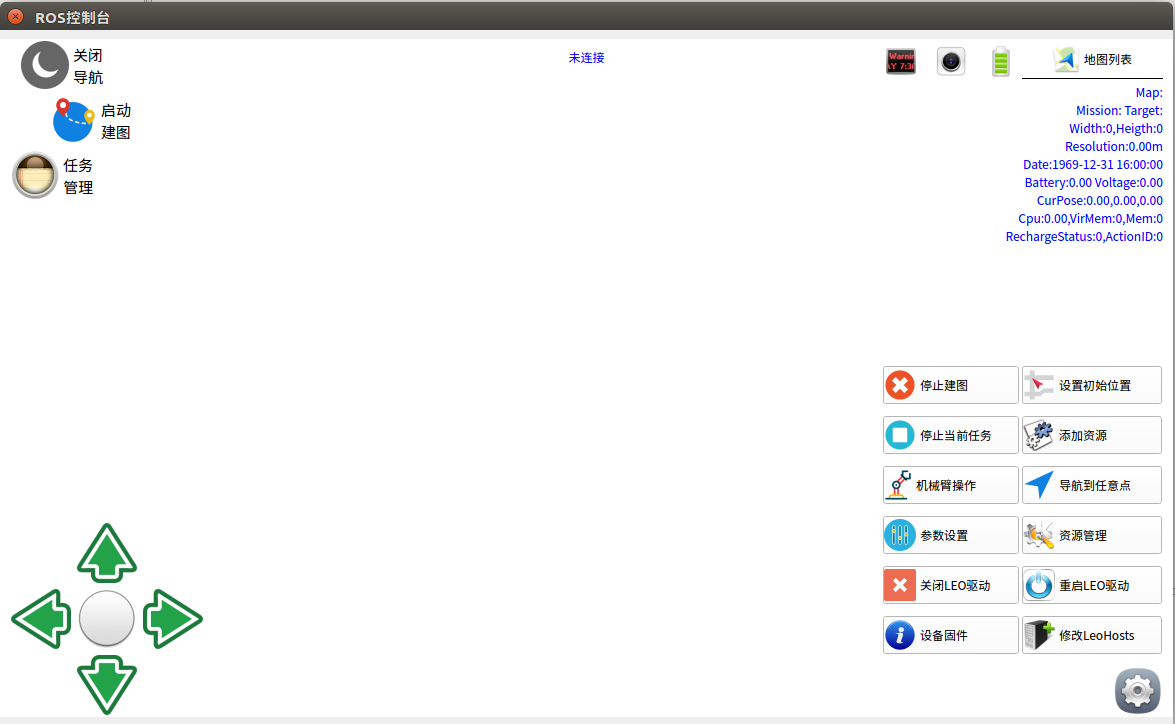 ROS控制台
关闭
导航
启动
建图
任务
管理
未连接
Warnin
AY 7:30
地图列表
Map:
Mission: Target:
Width:0,Heigth:0
Resolution:0.00m
Date:1969-12-31 16:00:00
Battery:0.00 Voltage:0.00
CurPose:0.00,0.00,0.00
Cpu:0.00,VirMem:0,Mem:0
RechargeStatus:0,ActionID:0
停止建图
设置初始位置
停止当前任务
添加资源
机械臂操作
导航到任意点
参数设置
资源管理
关闭LEO驱动
重启LEO驱动
设备固件
修改LeoHosts